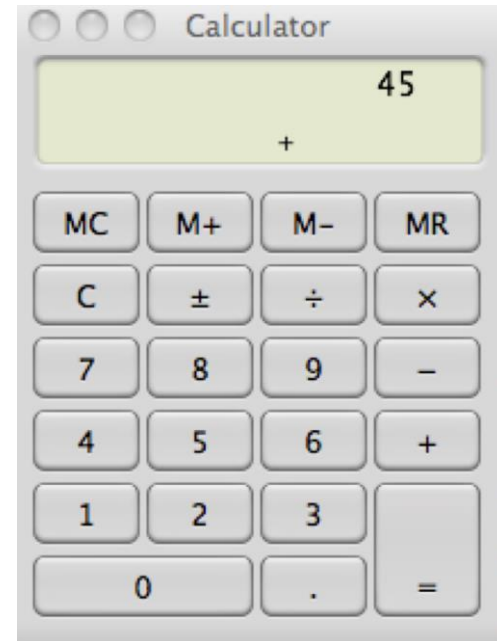 Calculator
45
+
MC M+ M− MR
C ± ÷ ×
7 8 9 −
4 5 6 +
1 2 3
0 . =